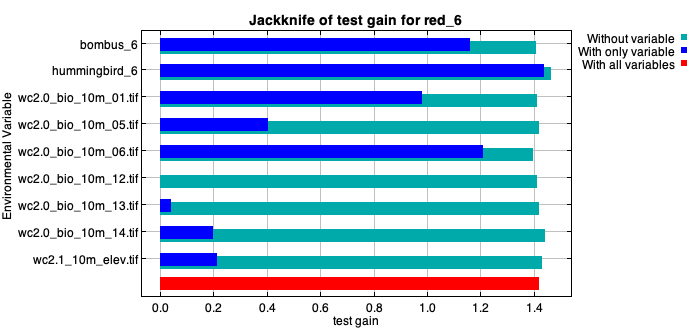 Jackknife of test gain for red_6
Without variable
With only variable
With all variables
Environmental Variable
bombus_6
hummingbird_6
wc2.0_bio_10m_01.tif
wc2.0_bio_10m_05.tif
wc2.0_bio_10m_06.tif
wc2.0_bio_10m_12.tif
wc2.0_bio_10m_13.tif
wc2.0_bio_10m_14.tif
wc2.1_10m_elev.tif
0.0 0.2 0.4 0.6 0.8 1.0 1.2 1.4
test gain